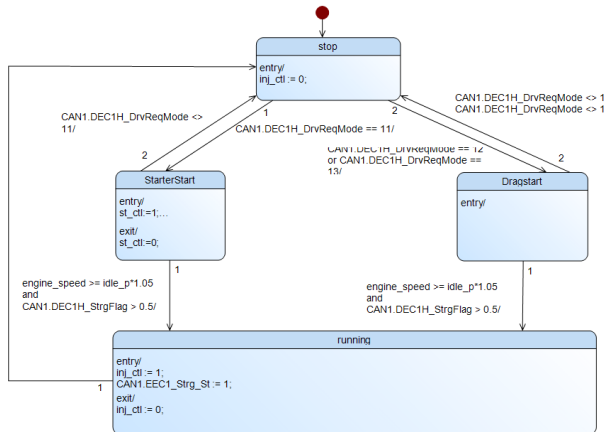 stop
entry/
inj_ctl := 0;
CAN1.DEC1H_DrvReqMode <> 1
CAN1.DEC1H_DrvReqMode <> 1
CAN1.DEC1H_DrvReqMode <>
11/
1
2
CAN1.DEC1H_DrvReqMode == 11/
CAN1.DEC1H_DrvReqMode == 12
or CAN1.DEC1H_DrvReqMode ==
13/
2
2
StarterStart
entry/
st_ctl:=1;...
exit/
st_ctl:=0;
Dragstart
entry/
1
1
engine_speed >= idle_p*1.05
and
CAN1.DEC1H_StrgFlag > 0.5/
engine_speed >= idle_p*1.05
and
CAN1.DEC1H_StrgFlag > 0.5/
running
entry/
inj_ctl := 1;
CAN1.EEC1_Strg_St := 1;
exit/
inj_ctl := 0;
1